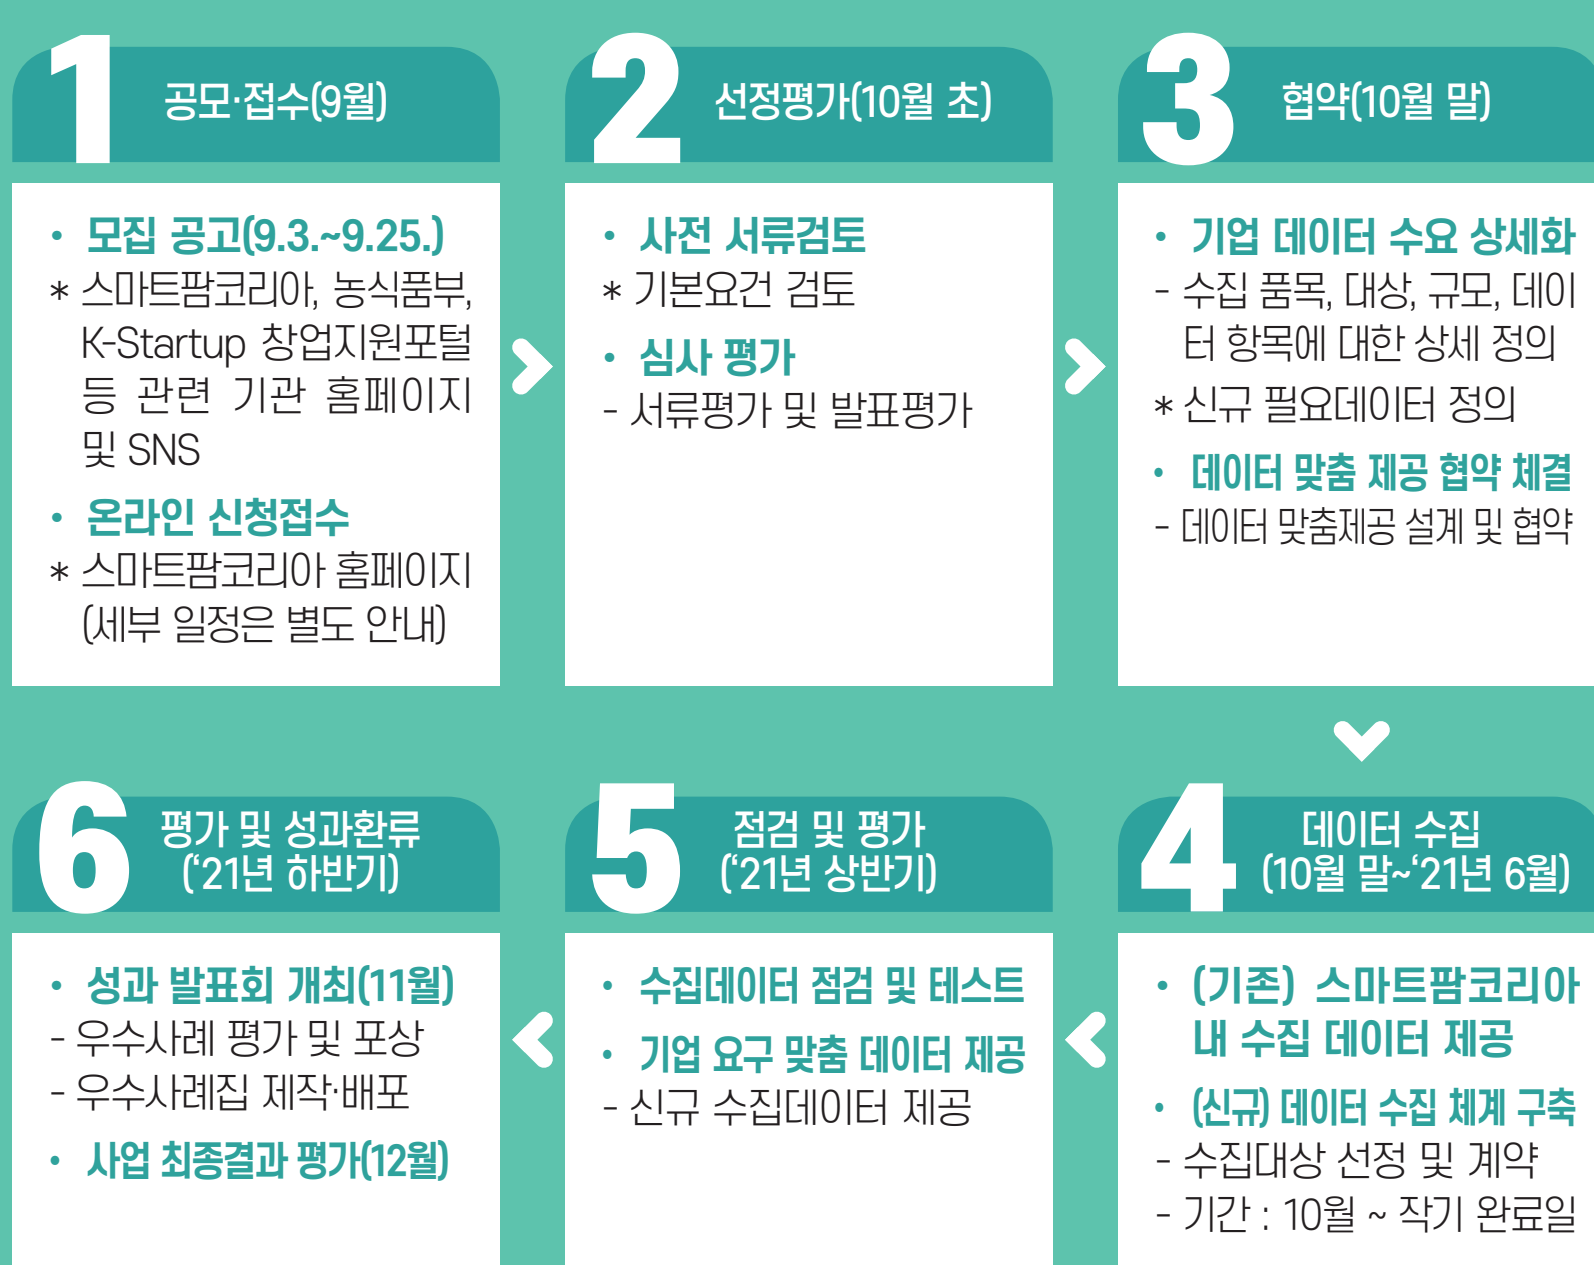 1
공모·접수(9월)
• 모집 공고(9.3.~9.25.)
* 스마트팜코리아, 농식품부,
K-Startup 창업지원포털
등 관련 기관 홈페이지
및 SNS
• 온라인 신청접수
* 스마트팜코리아 홈페이지
(세부 일정은 별도 안내)
2
선정평가(10월 초)
• 사전 서류검토
* 기본요건 검토
• 심사 평가
- 서류평가 및 발표평가
3
협약(10월 말)
• 기업 데이터 수요 상세화
- 수집 품목, 대상, 규모, 데이
터 항목에 대한 상세 정의
* 신규 필요데이터 정의
• 데이터 맞춤 제공 협약 체결
- 데이터 맞춤제공 설계 및 협약
4
데이터 수집
(10월 말~‘21년 6월)
• (기존) 스마트팜코리아
내 수집 데이터 제공
• (신규) 데이터 수집 체계 구축
- 수집대상 선정 및 계약
- 기간 : 10월 ~ 작기 완료일
5
점검 및 평가
(‘21년 상반기)
• 수집데이터 점검 및 테스트
• 기업 요구 맞춤 데이터 제공
- 신규 수집데이터 제공
6
평가 및 성과환류
(‘21년 하반기)
• 성과 발표회 개최(11월)
- 우수사례 평가 및 포상
- 우수사례집 제작·배포
• 사업 최종결과 평가(12월)